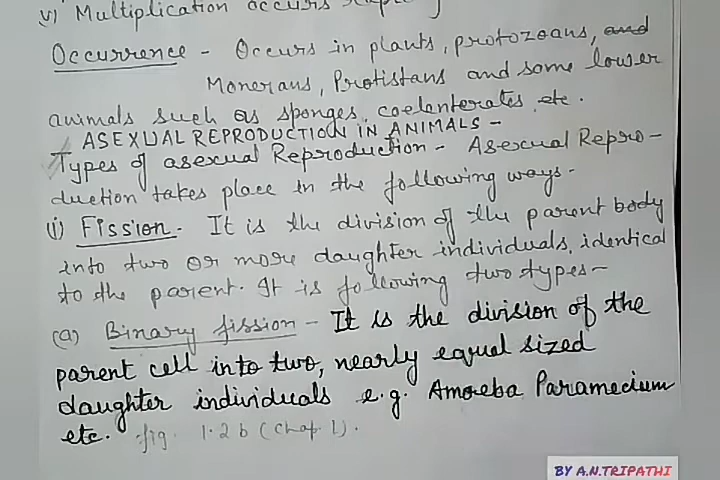 v) Multiplication occurs
Occurrence - Occurs in plants, protozoans, and
Monerans, Protistans and some lower
animals such as sponges, coelenterates, etc.
ASEXUAL REPRODUCTION IN ANIMALS -
Types of asexual Reproduction - Asexual Repro-
duction takes place in the following ways -
(i) Fission - It is the division of the parent body
into two or more daughter individuals, identical
to the parent. It is following two types -
(a) Binary fission - It is the division of the
parent cell into two, nearly equal sized
daughter individuals e.g. Amoeba Paramecium
etc. fig. 1.2 b (Chap. 1).
BY A.N.TRIPATHI